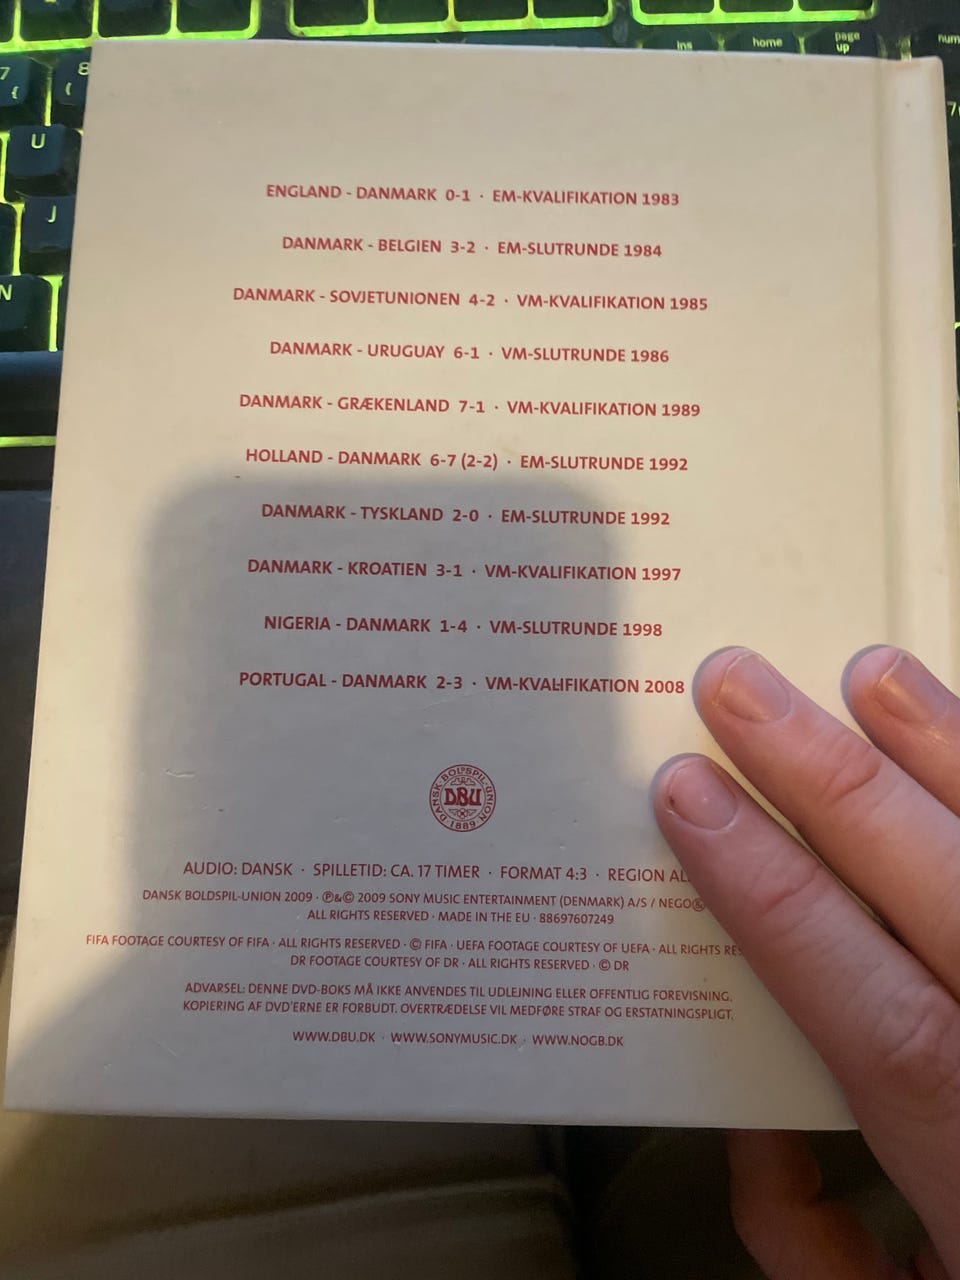 7
{
8
(
U
J
N
ins
home
page
up
num
ENGLAND - DANMARK 0-1 · EM-KVALIFIKATION 1983
DANMARK - BELGIEN 3-2 · EM-SLUTRUNDE 1984
DANMARK - SOVJETUNIONEN 4-2 · VM-KVALIFIKATION 1985
DANMARK - URUGUAY 6-1 · VM-SLUTRUNDE 1986
DANMARK - GRÆKENLAND 7-1 · VM-KVALIFIKATION 1989
HOLLAND - DANMARK 6-7 (2-2) · EM-SLUTRUNDE 1992
DANMARK - TYSKLAND 2-0 · EM-SLUTRUNDE 1992
DANMARK - KROATIEN 3-1 · VM-KVALIFIKATION 1997
NIGERIA - DANMARK 1-4 · VM-SLUTRUNDE 1998
PORTUGAL - DANMARK 2-3 · VM-KVALIFIKATION 2008
DANSK·BOLDSPIL·UNION
DBU
1889
AUDIO: DANSK · SPILLETID: CA. 17 TIMER · FORMAT 4:3 · REGION
DANSK BOLDSPIL-UNION 2009 · ℗&© 2009 SONY MUSIC ENTERTAINMENT (DENMARK) A/S /
ALL RIGHTS RESERVED · MADE IN THE EU · 88697607249
FIFA FOOTAGE COURTESY OF FIFA · ALL RIGHTS RESERVED · © FIFA · UEFA FOOTAGE COURTESY OF UEFA · ALL RIGHTS
DR FOOTAGE COURTESY OF DR · ALL RIGHTS RESERVED · © DR
ADVARSEL: DENNE DVD-BOKS MÅ IKKE ANVENDES TIL UDLEJNING ELLER OFFENTLIG FOREVISNING.
KOPIERING AF DVD'ERNE ER FORBUDT. OVERTRÆDELSE VIL MEDFØRE STRAF OG ERSTATNINGSPLIGT.
WWW.DBU.DK · WWW.SONYMUSIC.DK · WWW.NOGB.DK